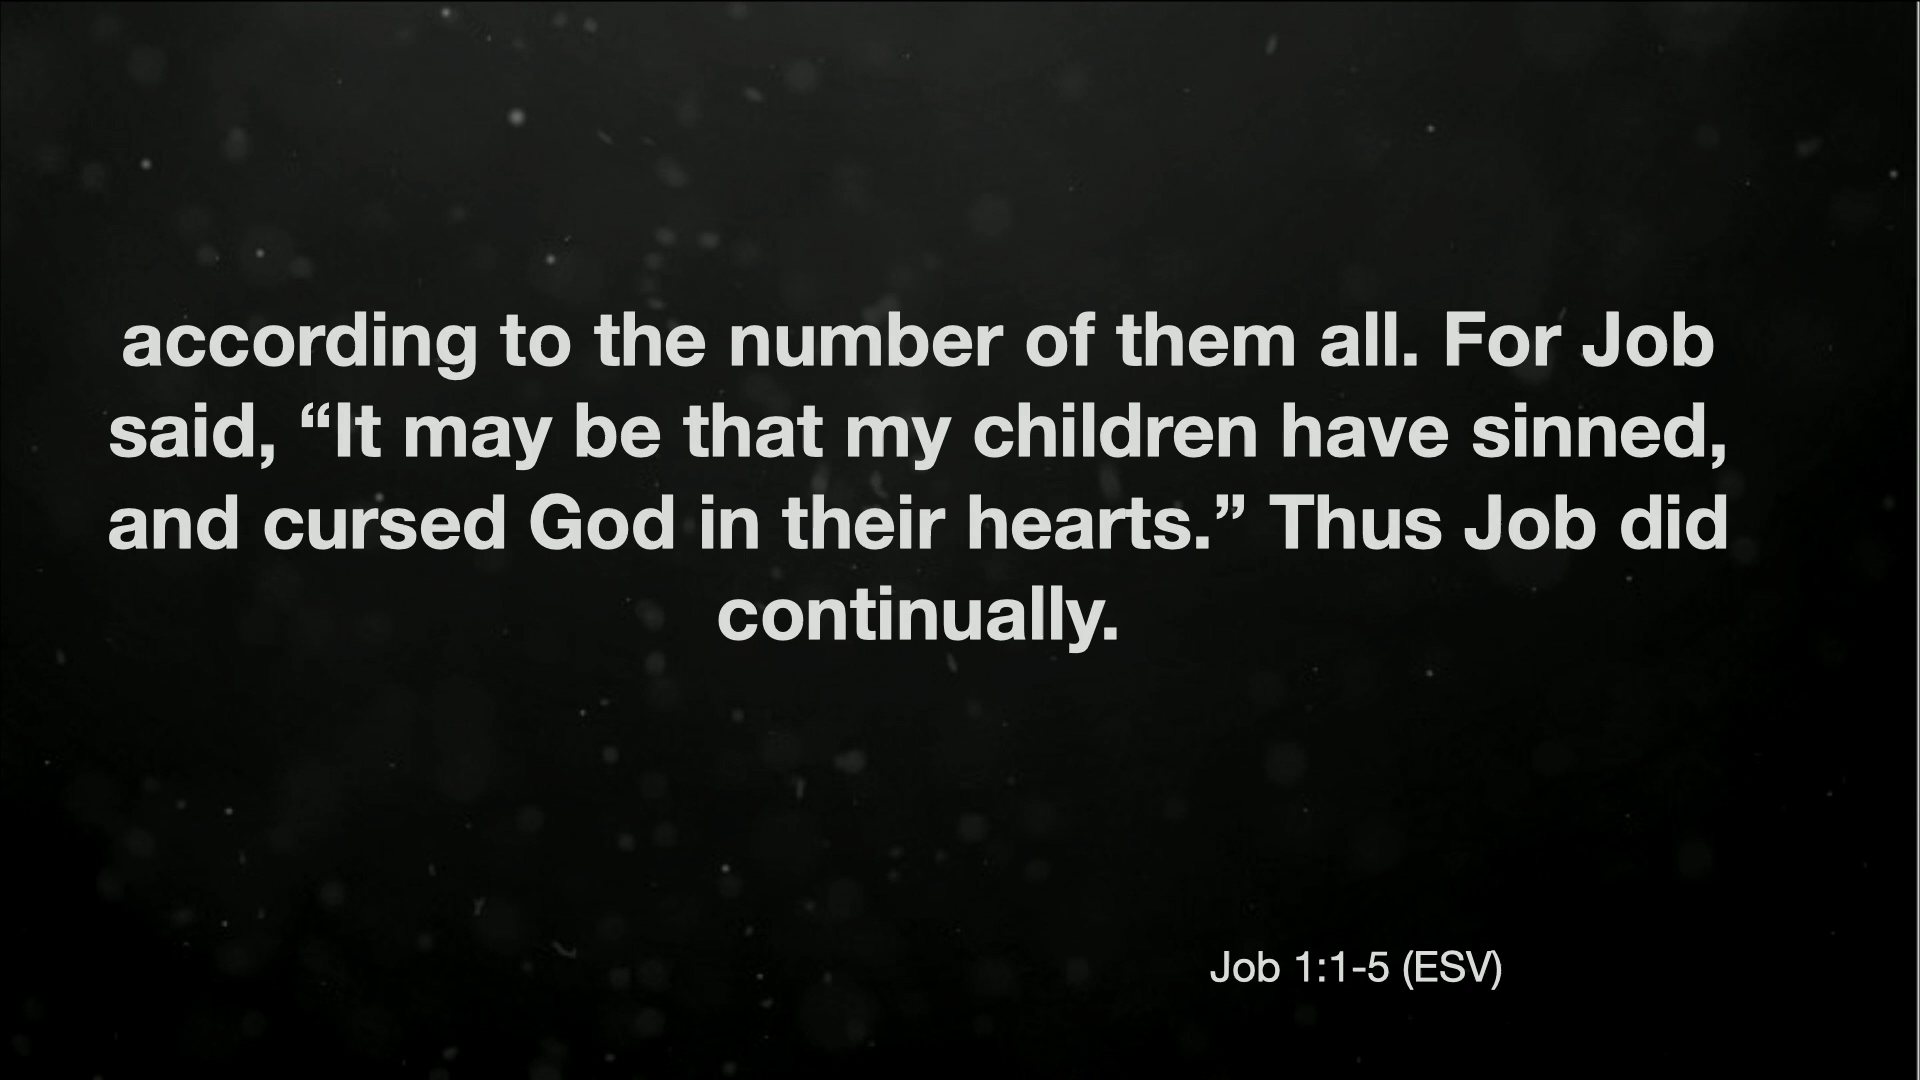 according to the number of them all. For Job
said, “It may be that my children have sinned,
and cursed God in their hearts.” Thus Job did
continually.
Job 1:1-5 (ESV)